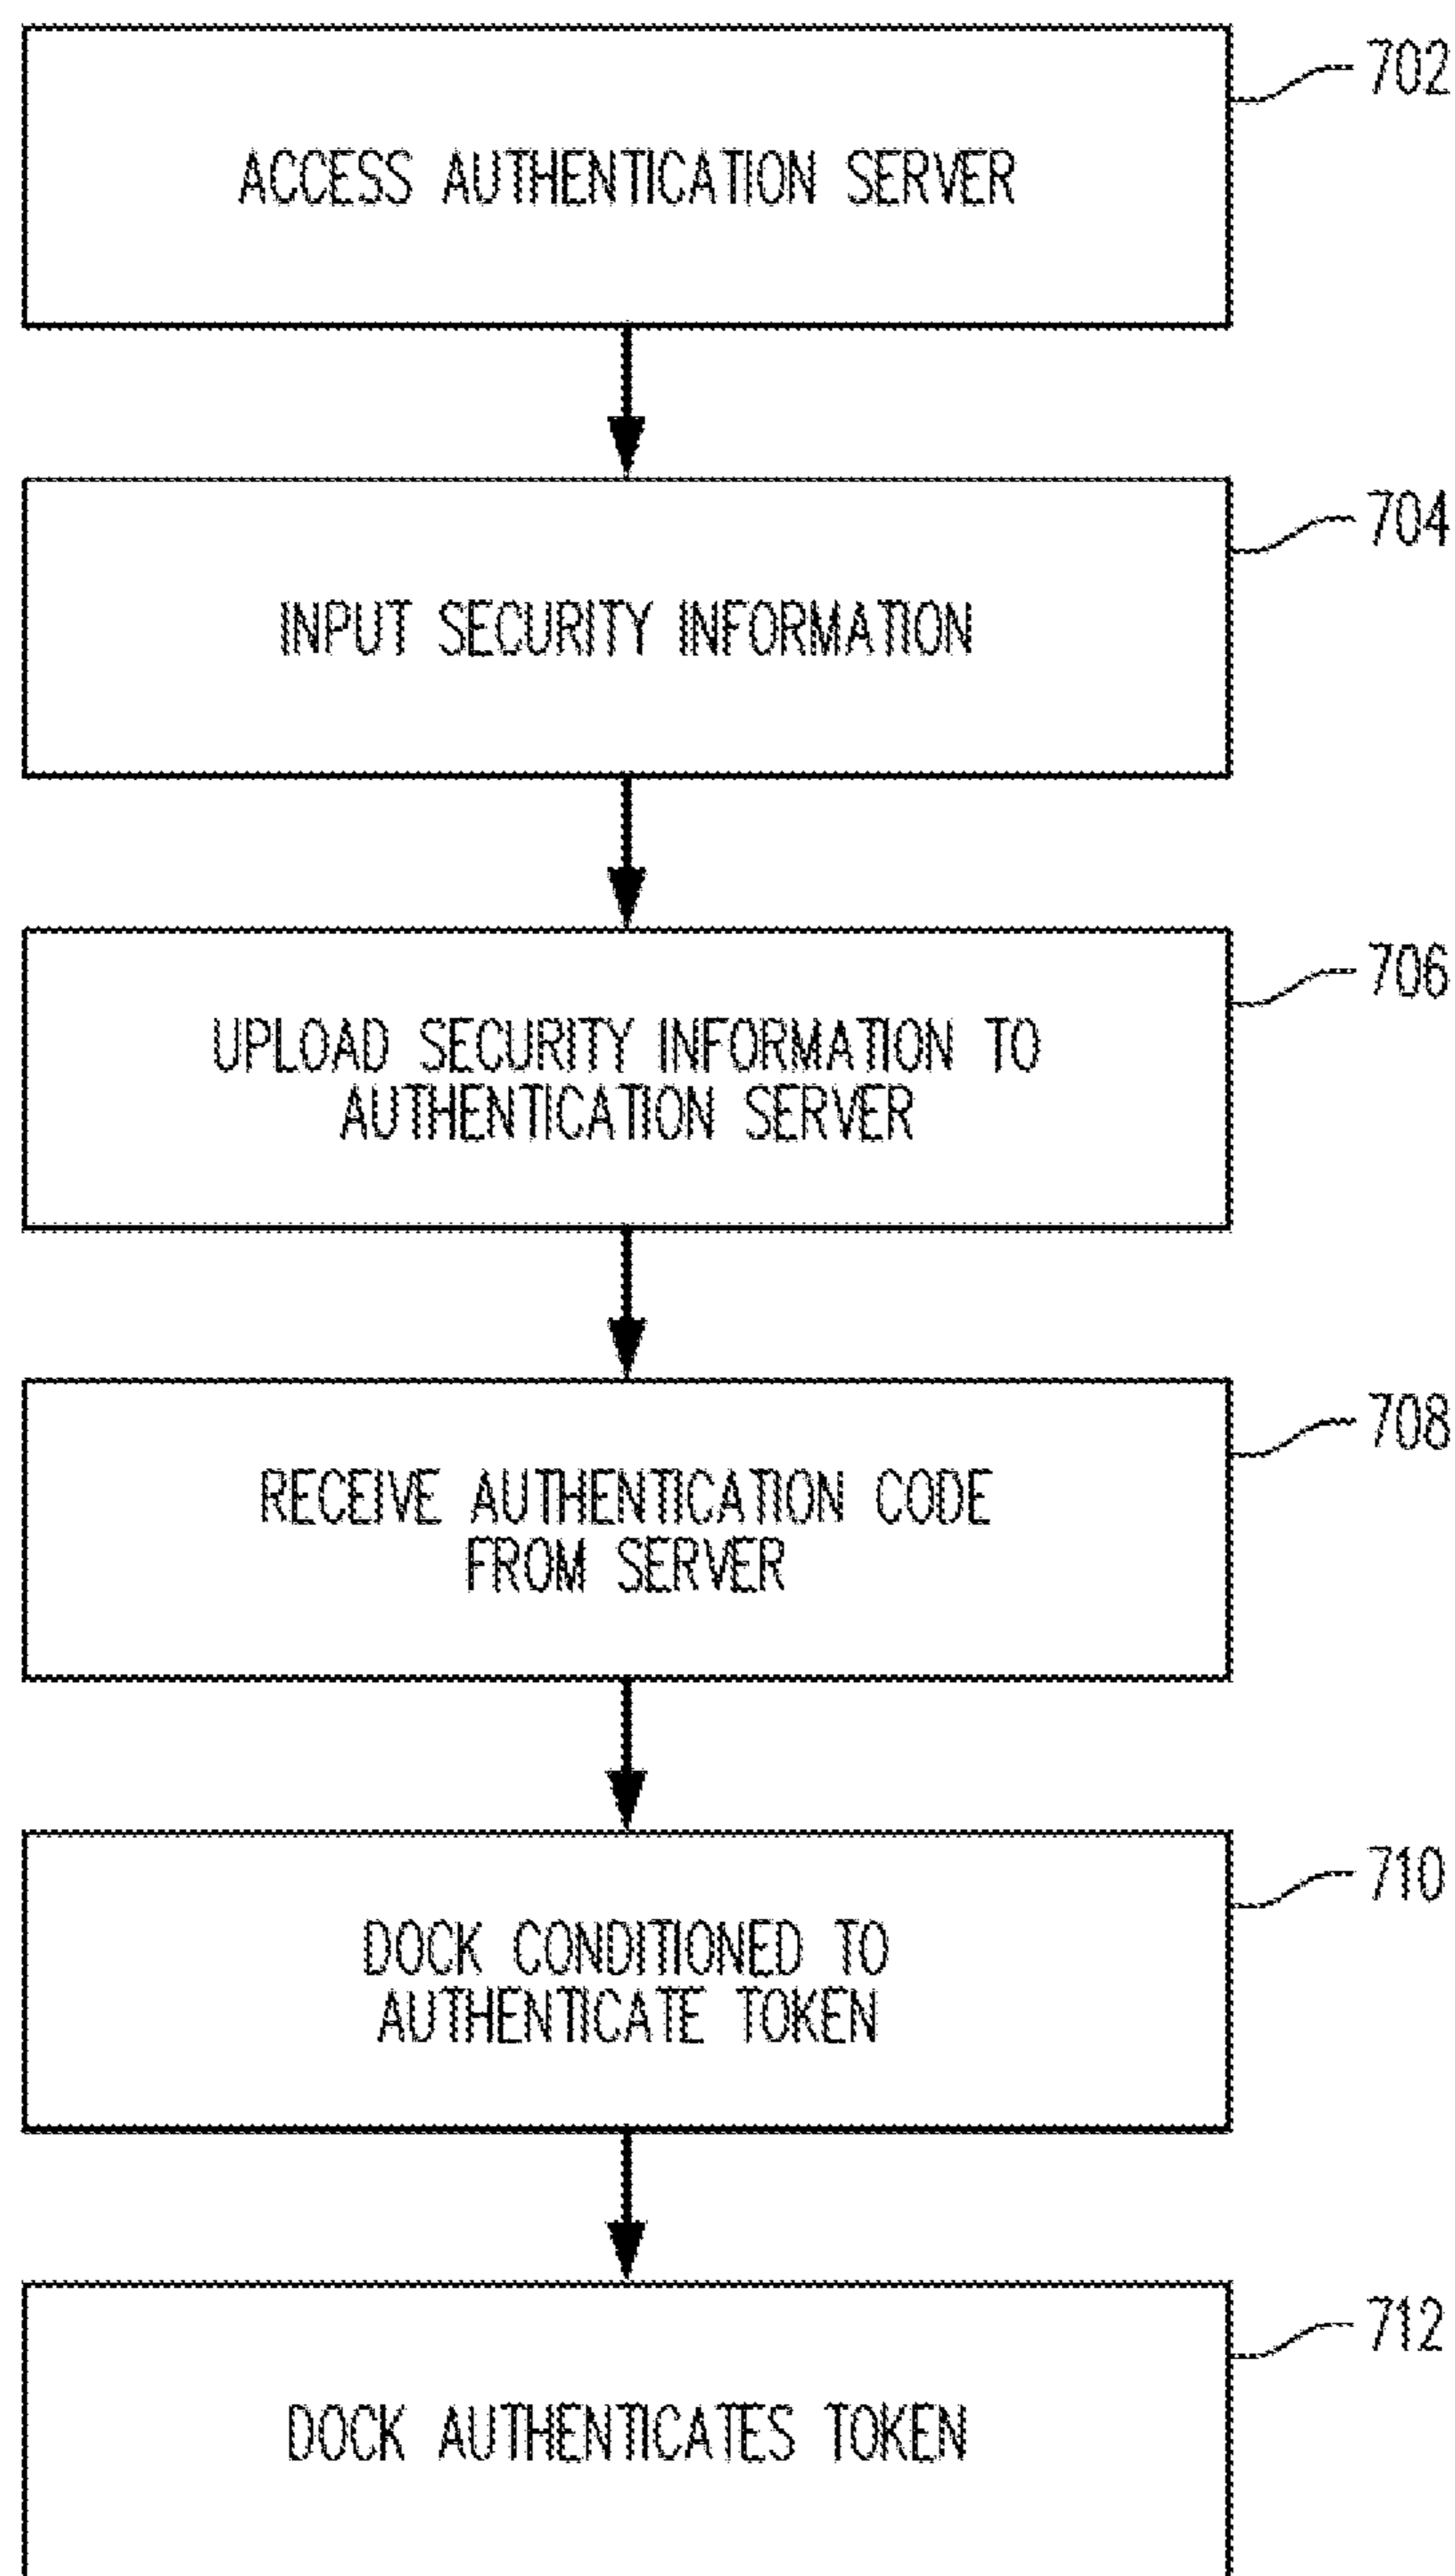 702
ACCESS AUTHENTICATION SERVER
704
INPUT SECURITY INFORMATION
706
UPLOAD SECURITY INFORMATION TO
AUTHENTICATION SERVER
708
RECEIVE AUTHENTICATION CODE
FROM SERVER
710
DOCK CONDITIONED TO
AUTHENTICATE TOKEN
712
DOCK AUTHENTICATES TOKEN